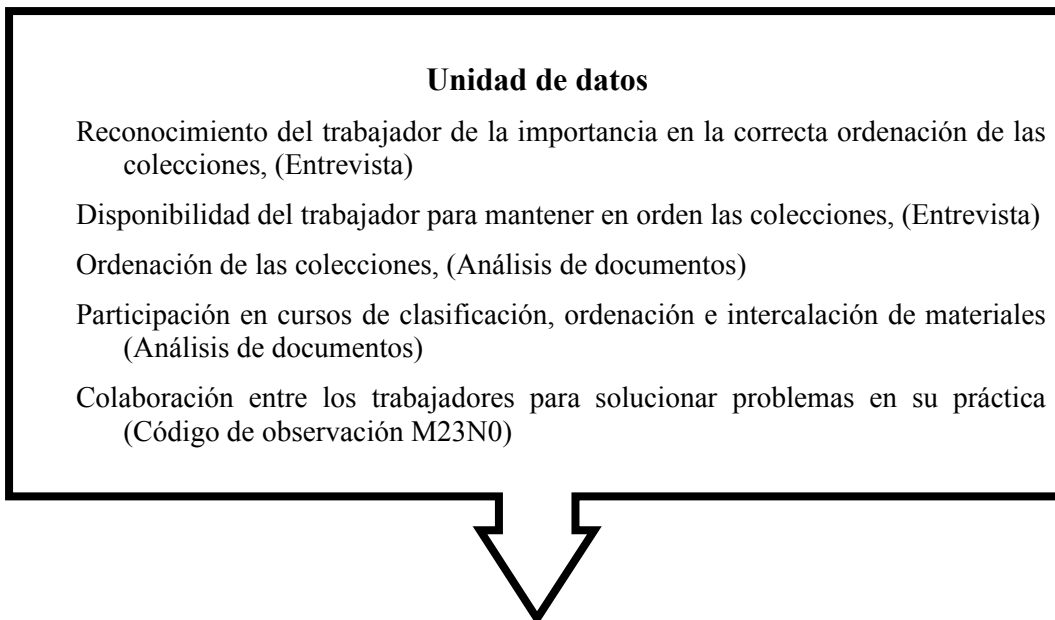 Unidad de datos
Reconocimiento del trabajador de la importancia en la correcta ordenación de las
colecciones, (Entrevista)
Disponibilidad del trabajador para mantener en orden las colecciones, (Entrevista)
Ordenación de las colecciones, (Análisis de documentos)
Participación en cursos de clasificación, ordenación e intercalación de materiales
(Análisis de documentos)
Colaboración entre los trabajadores para solucionar problemas en su práctica
(Código de observación M23N0)